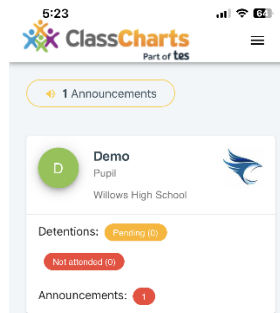 5:23
64
ClassCharts
Part of tes
1 Announcements
D
Demo
Pupil
Willows High School
Detentions: Pending (0)
Not attended (0)
Announcements: 1